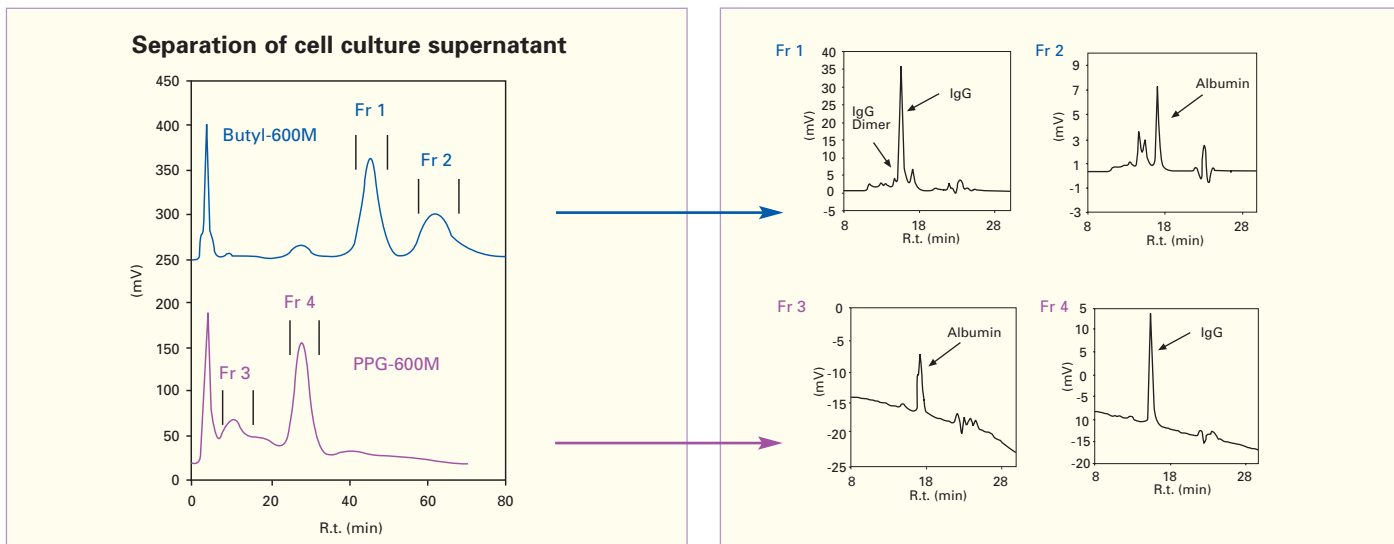 Separation of cell culture supernatant
450
400
350
300
250
200
150
100
50
0
(mV)
0 20 40 60 80
R.t. (min)
Butyl-600M
Fr 1
Fr 2
Fr 3
Fr 4
PPG-600M
Fr 1
40
35
30
25
20
15
10
5
0
-5
(mV)
IgG
IgG
Dimer
8 18 28
R.t. (min)
Fr 2
9
7
5
3
1
-1
-3
(mV)
Albumin
8 18 28
R.t. (min)
Fr 3
0
-5
-10
-15
-20
-25
(mV)
Albumin
8 18 28
R.t. (min)
Fr 4
5
10
5
0
-5
10
-15
-20
(mV)
IgG
8 18 28
R.t. (min)